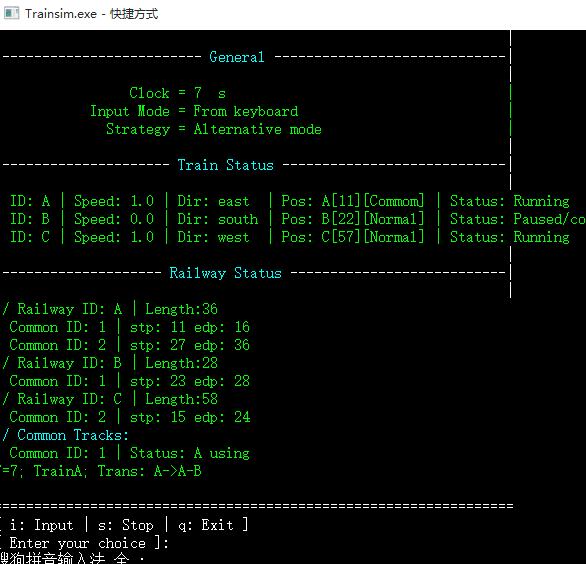 Trainsim.exe - 快捷方式
General
Clock = 7 s
Input Mode = From keyboard
Strategy = Alternative mode
Train Status
ID: A | Speed: 1.0 | Dir: east | Pos: A[11][Commom] | Status: Running
ID: B | Speed: 0.0 | Dir: south | Pos: B[22][Normal] | Status: Paused/co
ID: C | Speed: 1.0 | Dir: west | Pos: C[57][Normal] | Status: Running
Railway Status
/ Railway ID: A | Length:36
Common ID: 1 | stp: 11 edp: 16
Common ID: 2 | stp: 27 edp: 36
/ Railway ID: B | Length:28
Common ID: 1 | stp: 23 edp: 28
/ Railway ID: C | Length:58
Common ID: 2 | stp: 15 edp: 24
/ Common Tracks:
Common ID: 1 | Status: A using
=7; TrainA; Trans: A->A-B
[ i: Input | s: Stop | q: Exit ]
[ Enter your choice ]:
搜狗拼音输入法 全 :